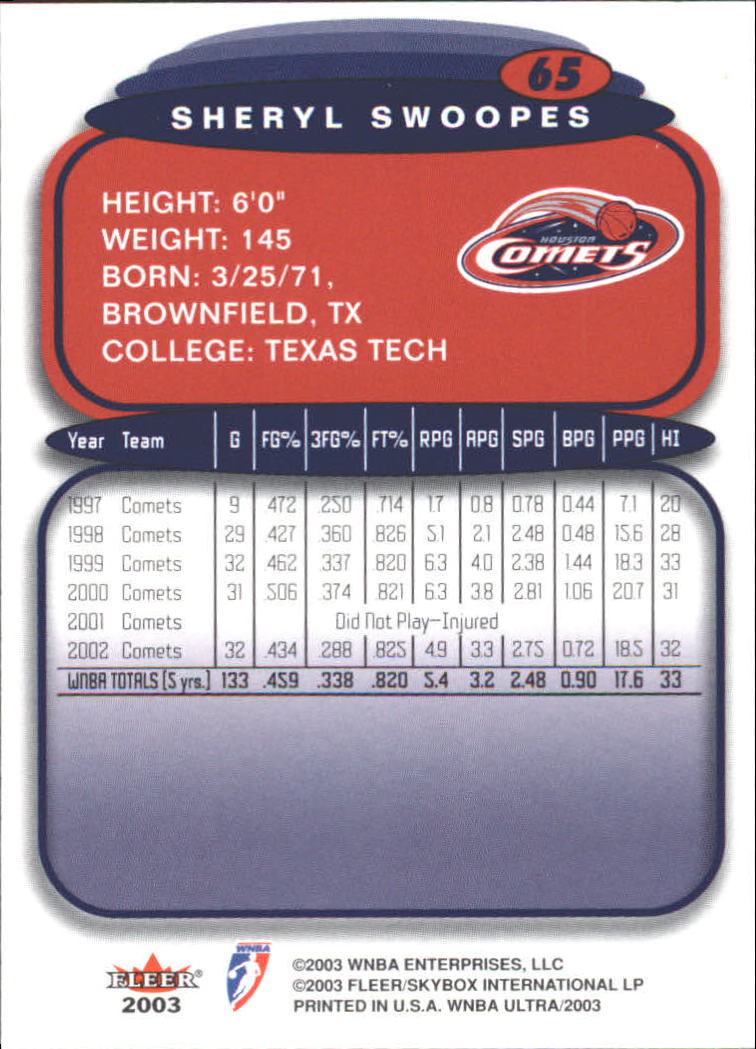 65
SHERYL SWOOPES
HEIGHT: 6'0"
WEIGHT: 145
BORN: 3/25/71,
BROWNFIELD, TX
COLLEGE: TEXAS TECH
HOUSTON
COMETS
Year Team G FG% 3FG% FT% RPG APG SPG BPG PPG HI
1997 Comets 9 .472 .250 .714 1.7 0.8 0.78 0.44 7.1 20
1998 Comets 29 .427 .360 .826 5.1 2.1 2.48 0.48 15.6 28
1999 Comets 32 .462 .337 .820 6.3 4.0 2.38 1.44 18.3 33
2000 Comets 31 .506 .374 .821 6.3 3.8 2.81 1.06 20.7 31
2001 Comets Did Not Play–Injured
2002 Comets 32 .434 .288 .825 4.9 3.3 2.75 0.72 18.5 32
WNBA TOTALS (5 yrs.) 133 .459 .338 .820 5.4 3.2 2.48 0.90 17.6 33
FLEER®
2003
WNBA
©2003 WNBA ENTERPRISES, LLC
©2003 FLEER/SKYBOX INTERNATIONAL LP
PRINTED IN U.S.A. WNBA ULTRA/2003